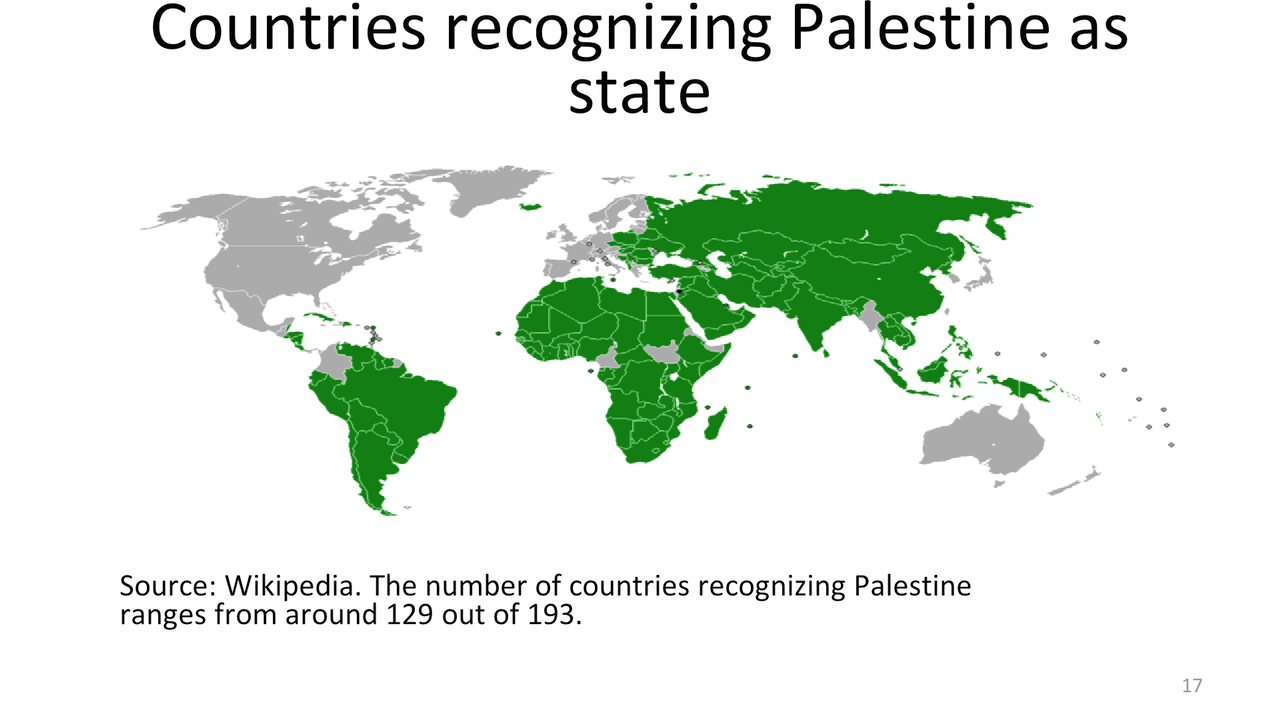 Countries recognizing Palestine as
state
Source: Wikipedia. The number of countries recognizing Palestine
ranges from around 129 out of 193.
17